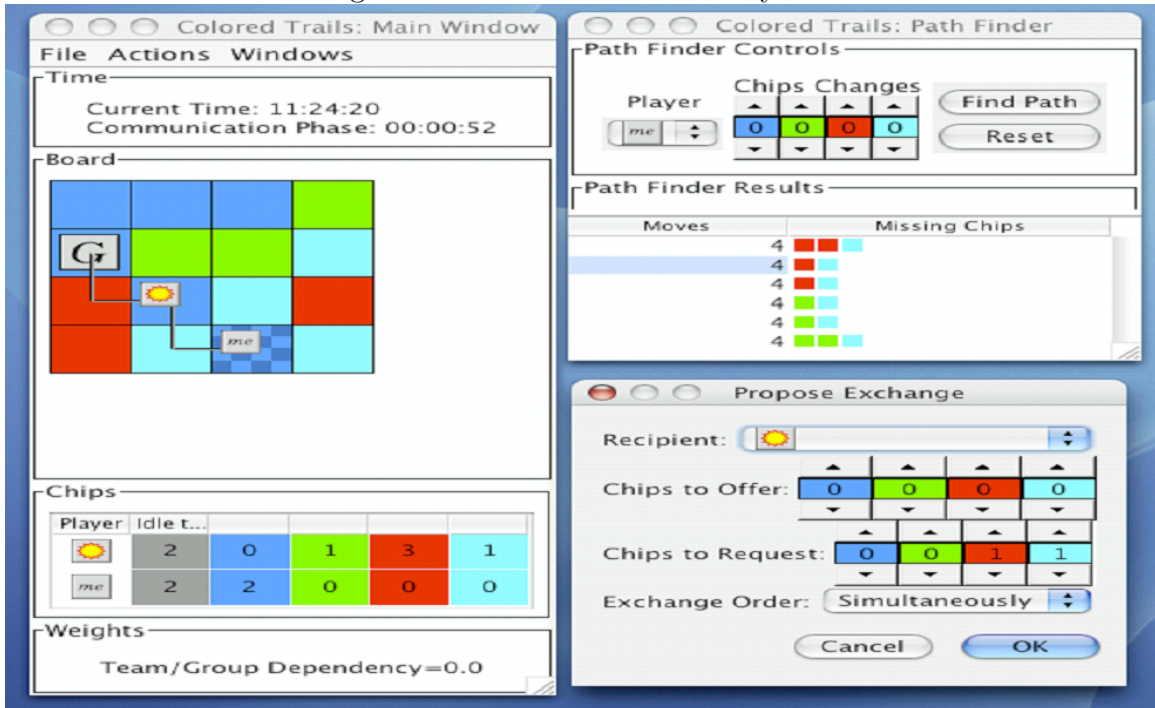 Colored Trails: Main Window
File Actions Windows
Time
Current Time: 11:24:20
Communication Phase: 00:00:52
Board
G
me
Chips
Player Idle t...
2 0 1 3 1
me 2 2 0 0 0
Weights
Team/Group Dependency=0.0
Colored Trails: Path Finder
Path Finder Controls
Chips Changes
Player
me 0 0 0 0
Find Path
Reset
Path Finder Results
Moves Missing Chips
4
4
4
4
4
4
Propose Exchange
Recipient:
Chips to Offer: 0 0 0 0
Chips to Request: 0 0 1 1
Exchange Order: Simultaneously
Cancel OK